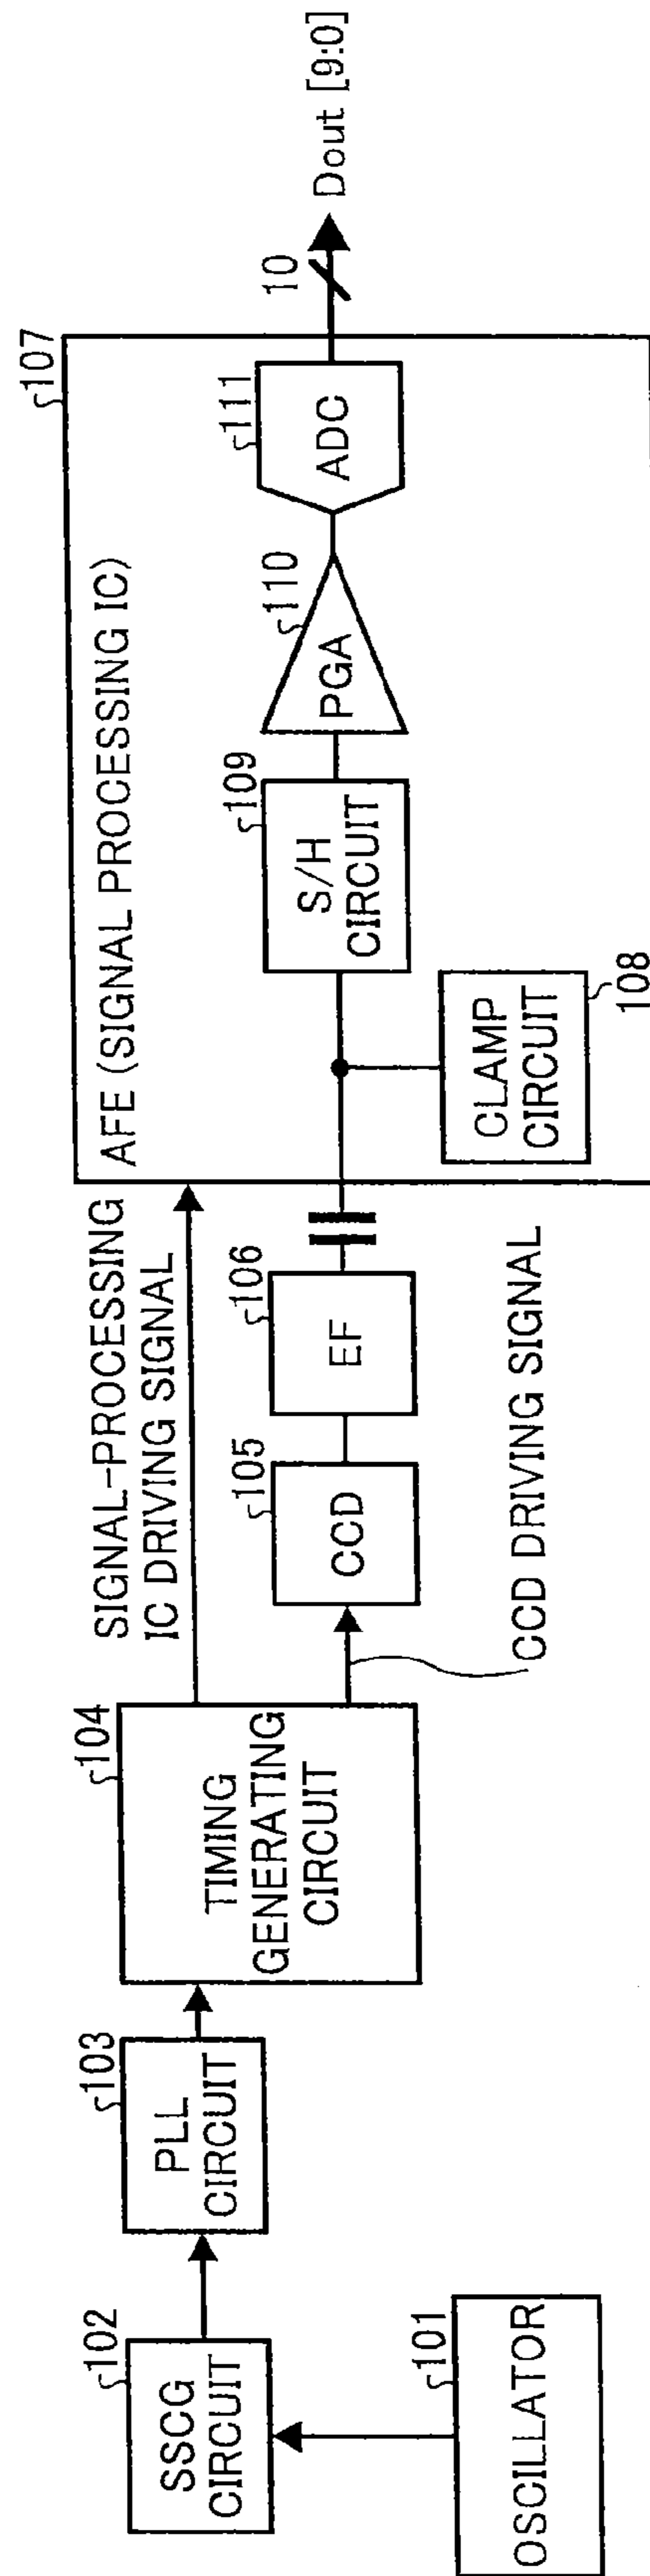 101
OSCILLATOR
102
SSCG
CIRCUIT
103
PLL
CIRCUIT
104
TIMING
GENERATING
CIRCUIT
SIGNAL-PROCESSING
IC DRIVING SIGNAL
CCD DRIVING SIGNAL
105
CCD
106
EF
107
AFE (SIGNAL PROCESSING IC)
CLAMP
CIRCUIT
108
109
S/H
CIRCUIT
110
PGA
111
ADC
10
Dout [9:0]